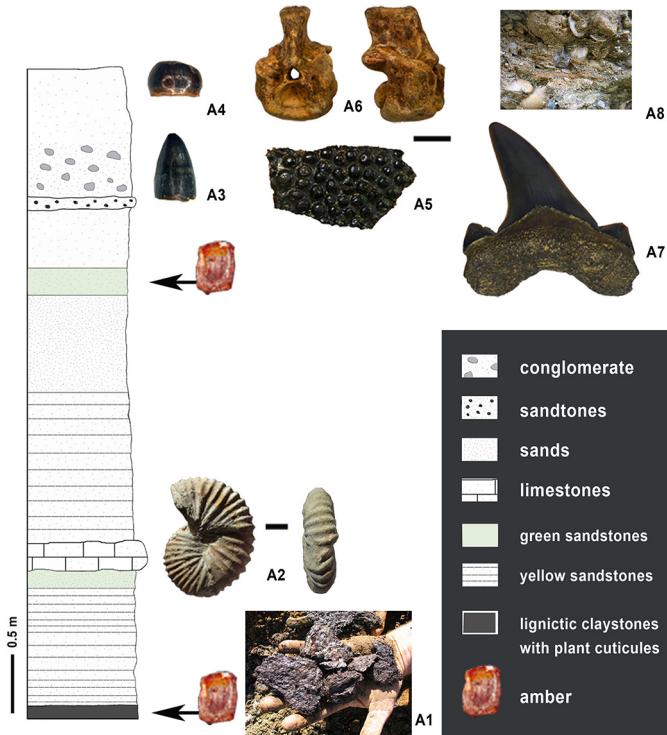 A4
A6
A8
A3
A5
A7
conglomerate
sandtones
sands
limestones
green sandstones
A2
yellow sandstones
0.5 m
lignictic claystones
with plant cuticules
amber
A1